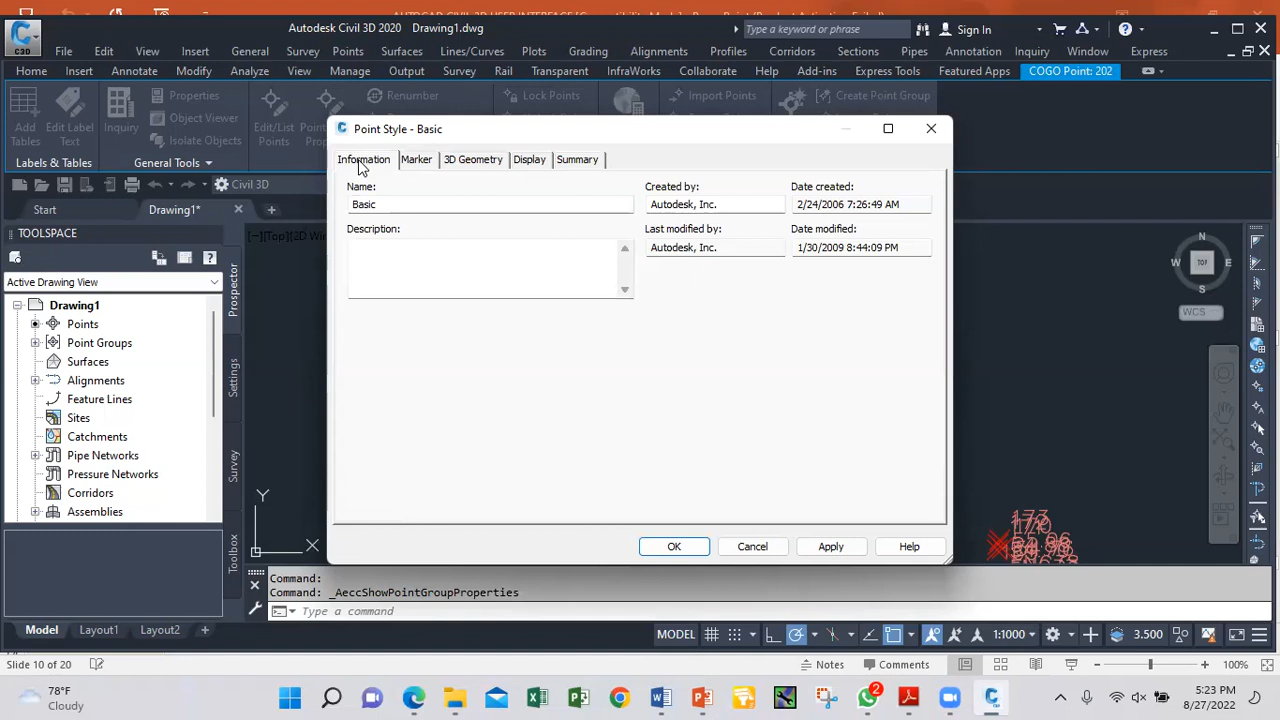 Autodesk Civil 3D 2020 Drawing1.dwg
Type a keyword or phrase
Sign In
C3D
File Edit View Insert General Survey Points Surfaces Lines/Curves Plots Grading Alignments Profiles Corridors Sections Pipes Annotation Inquiry Window Express
Home Insert Annotate Modify Analyze View Manage Output Survey Rail Transparent InfraWorks Collaborate Help Add-ins Express Tools Featured Apps COGO Point: 202
Add Tables
Edit Label Text
Inquiry
Properties
Object Viewer
Isolate Objects
Edit/List Points
Renumber
Lock Points
Import Points
Create Point Group
Labels & Tables
General Tools
Civil 3D
Start
Drawing1*
Point Style - Basic
Information Marker 3D Geometry Display Summary
Name:
Basic
Created by:
Autodesk, Inc.
Date created:
2/24/2006 7:26:49 AM
Description:
Last modified by:
Autodesk, Inc.
Date modified:
1/30/2009 8:44:09 PM
OK Cancel Apply Help
TOOLSPACE
Active Drawing View
Drawing1
Points
Point Groups
Surfaces
Alignments
Feature Lines
Sites
Catchments
Pipe Networks
Pressure Networks
Corridors
Assemblies
Prospector
Settings
Survey
Toolbox
N
W TOP E
S
WCS
Y
X
173
Command:
Command: _AeccShowPointGroupProperties
Type a command
Model Layout1 Layout2 +
MODEL
1:1000
3.500
Slide 10 of 20
Notes
Comments
100%
78°F
Cloudy
2
5:23 PM
8/27/2022